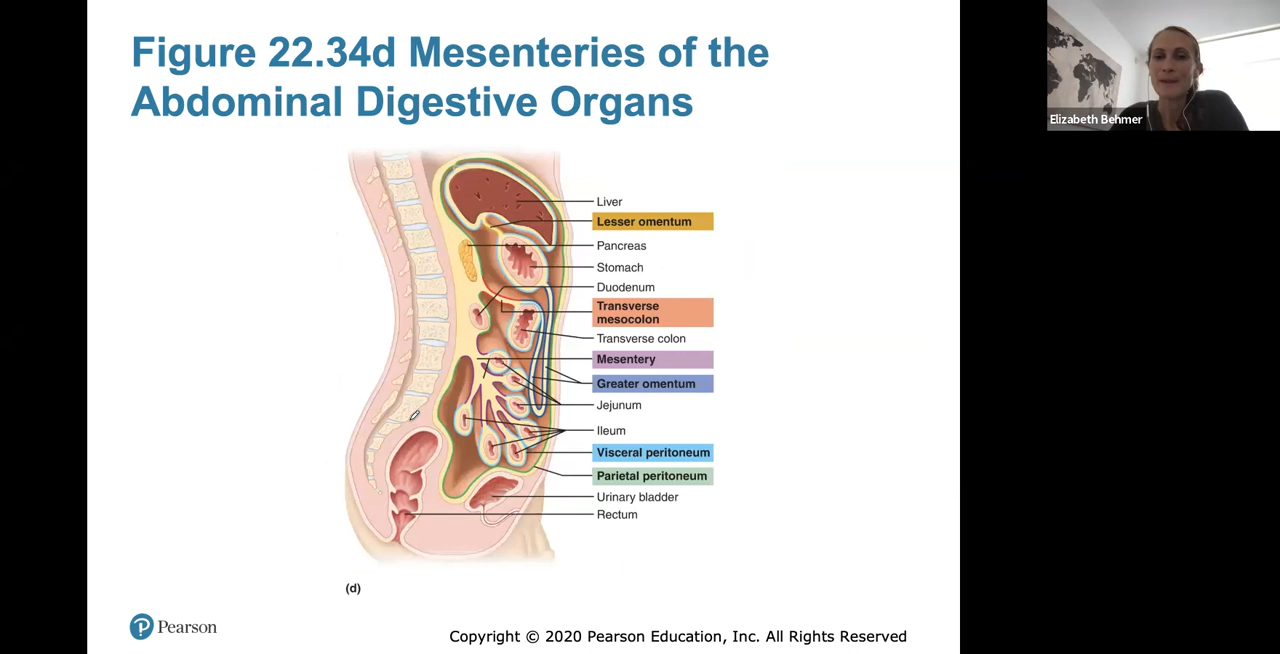 Figure 22.34d Mesenteries of the
Abdominal Digestive Organs
Elizabeth Behmer
Liver
Lesser omentum
Pancreas
Stomach
Duodenum
Transverse
mesocolon
Transverse colon
Mesentery
Greater omentum
Jejunum
Ileum
Visceral peritoneum
Parietal peritoneum
Urinary bladder
Rectum
(d)
P Pearson
Copyright © 2020 Pearson Education, Inc. All Rights Reserved